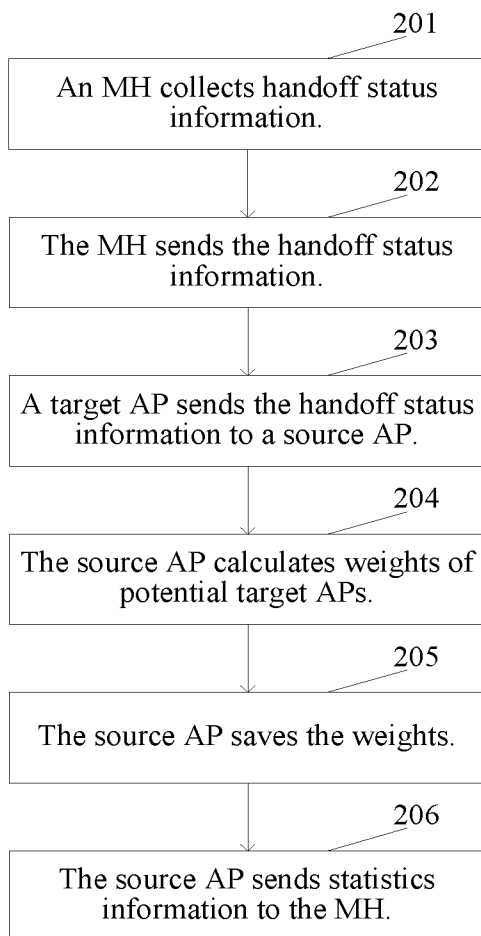 201
An MH collects handoff status
information.
202
The MH sends the handoff status
information.
203
A target AP sends the handoff status
information to a source AP.
204
The source AP calculates weights of
potential target APs.
205
The source AP saves the weights.
206
The source AP sends statistics
information to the MH.